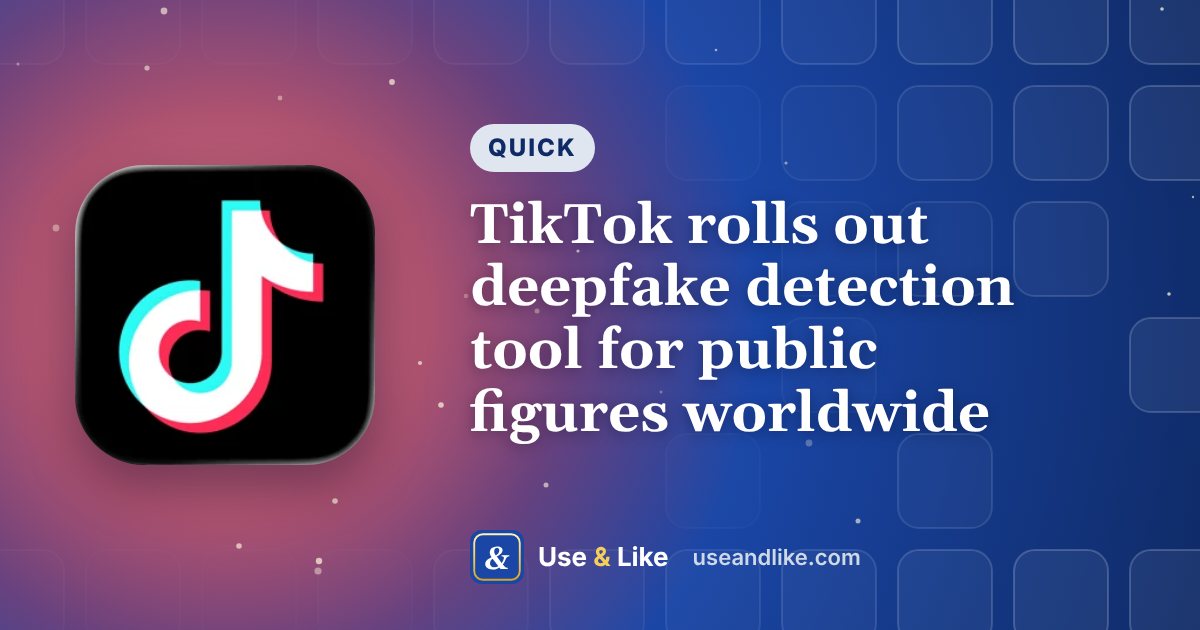 QUICK
TikTok rolls out
deepfake detection
tool for public
figures worldwide
& Use & Like useandlike.com